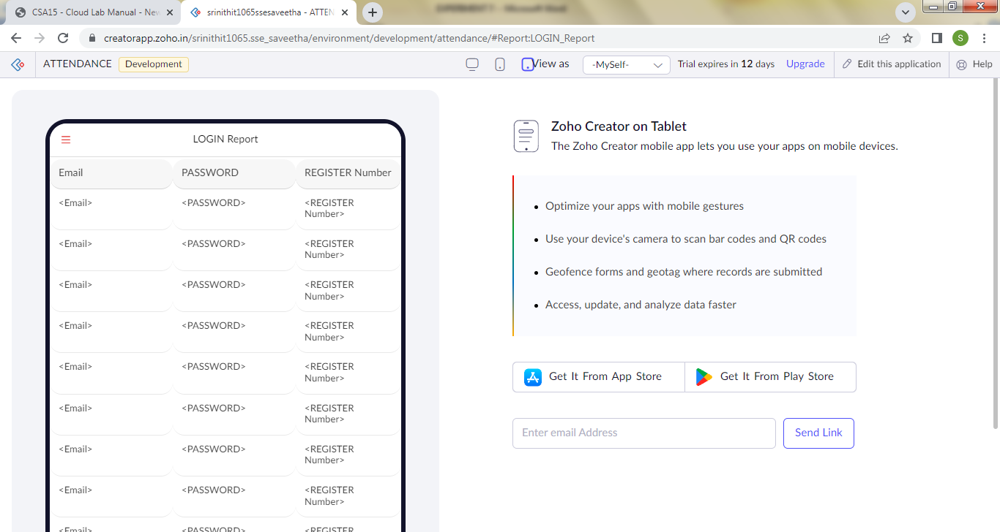 CSA15 - Cloud Lab Manual - New
srinithit1065ssesaveetha - ATTEN
creatorapp.zoho.in/srinithit1065.sse_saveetha/environment/development/attendance/#Report:LOGIN_Report
S
ATTENDANCE
Development
View as
-MySelf-
Trial expires in 12 days
Upgrade
Edit this application
Help
LOGIN Report
Email PASSWORD REGISTER Number
<Email> <PASSWORD> <REGISTER
Number>
<Email> <PASSWORD> <REGISTER
Number>
<Email> <PASSWORD> <REGISTER
Number>
<Email> <PASSWORD> <REGISTER
Number>
<Email> <PASSWORD> <REGISTER
Number>
<Email> <PASSWORD> <REGISTER
Number>
<Email> <PASSWORD> <REGISTER
Number>
<Email> <PASSWORD> <REGISTER
Number>
<Email> <PASSWORD> <REGISTER
Zoho Creator on Tablet
The Zoho Creator mobile app lets you use your apps on mobile devices.
• Optimize your apps with mobile gestures
• Use your device's camera to scan bar codes and QR codes
• Geofence forms and geotag where records are submitted
• Access, update, and analyze data faster
Get It From App Store
Get It From Play Store
Enter email Address
Send Link